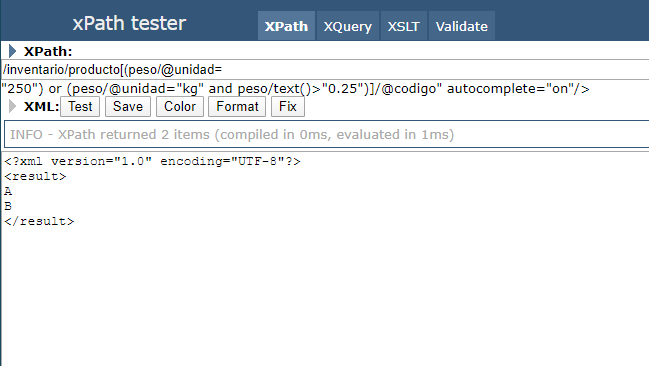 xPath tester
XPath XQuery XSLT Validate
XPath:
/inventario/producto[(peso/@unidad=
"250") or (peso/@unidad="kg" and peso/text()>"0.25")]/@codigo" autocomplete="on"/>
XML: Test Save Color Format Fix
INFO - XPath returned 2 items (compiled in 0ms, evaluated in 1ms)
<?xml version="1.0" encoding="UTF-8"?>
<result>
A
B
</result>